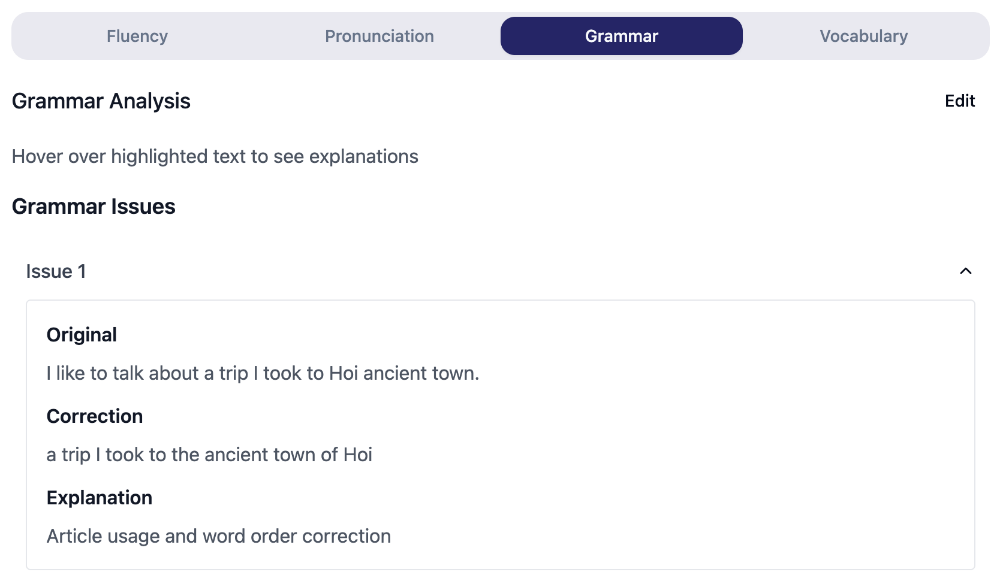 Fluency Pronunciation Grammar Vocabulary
Grammar Analysis Edit
Hover over highlighted text to see explanations
Grammar Issues
Issue 1
Original
I like to talk about a trip I took to Hoi ancient town.
Correction
a trip I took to the ancient town of Hoi
Explanation
Article usage and word order correction